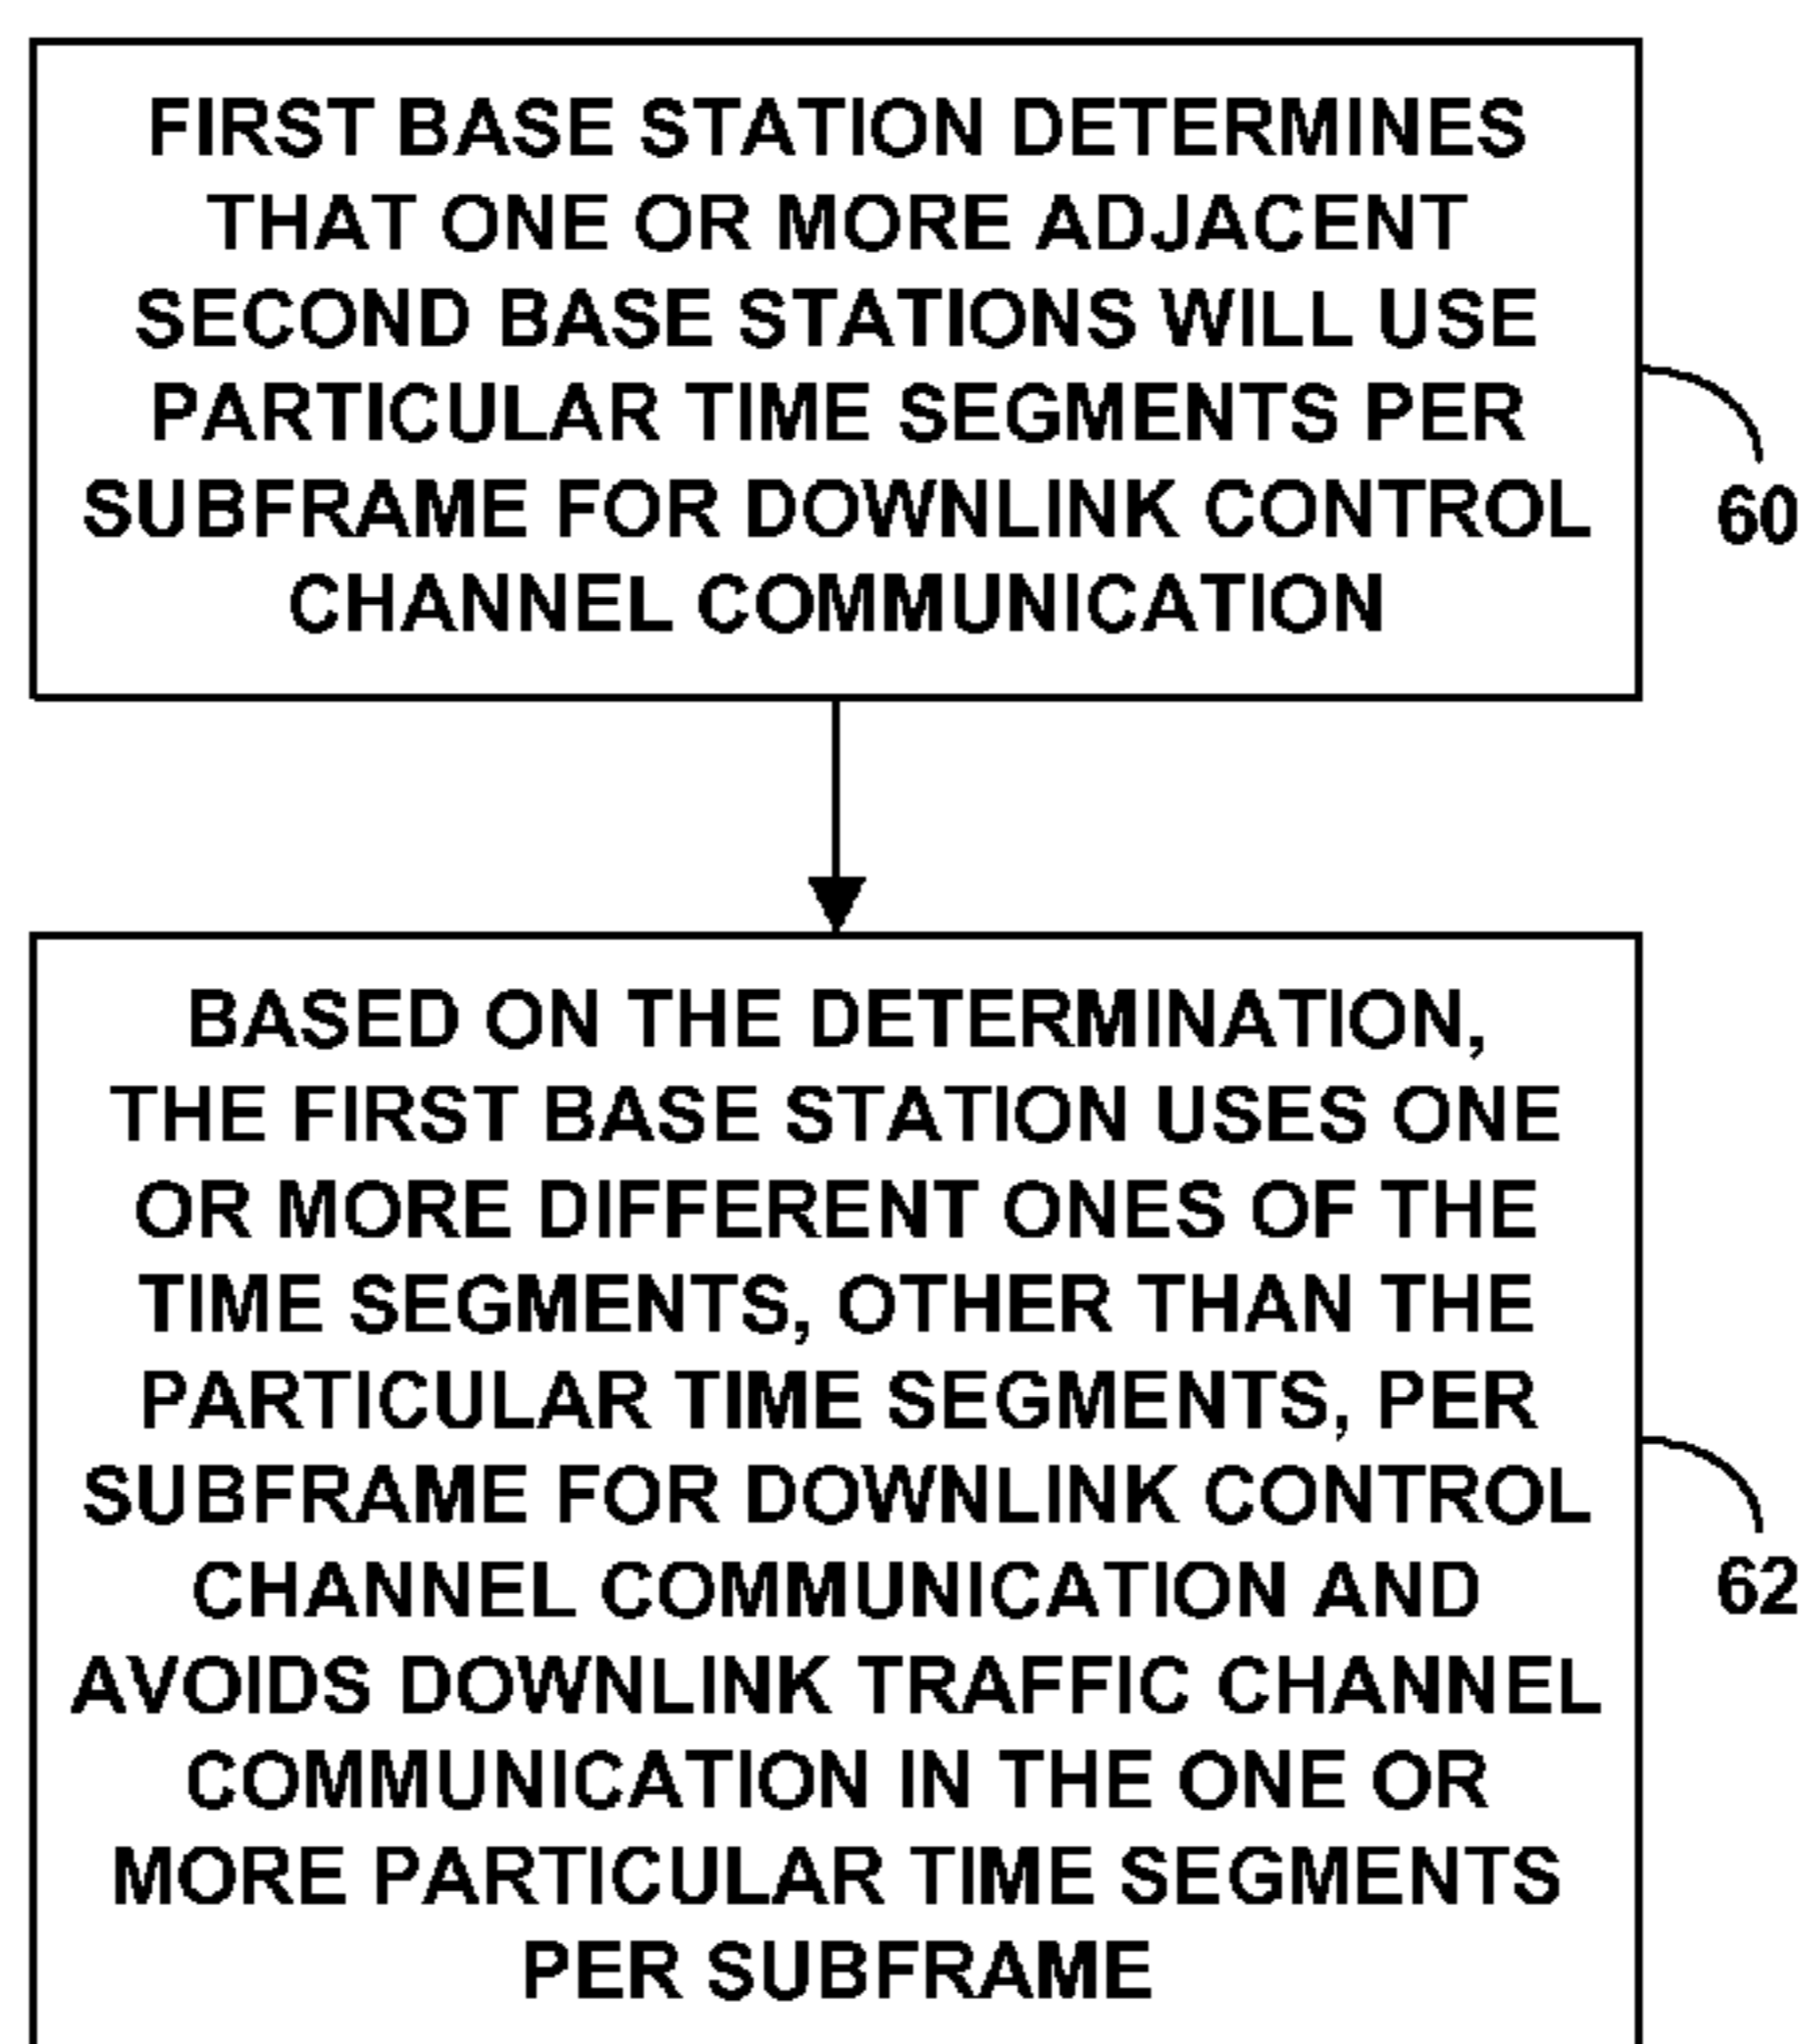 FIRST BASE STATION DETERMINES
THAT ONE OR MORE ADJACENT
SECOND BASE STATIONS WILL USE
PARTICULAR TIME SEGMENTS PER
SUBFRAME FOR DOWNLINK CONTROL
CHANNEL COMMUNICATION
60
BASED ON THE DETERMINATION,
THE FIRST BASE STATION USES ONE
OR MORE DIFFERENT ONES OF THE
TIME SEGMENTS, OTHER THAN THE
PARTICULAR TIME SEGMENTS, PER
SUBFRAME FOR DOWNLINK CONTROL
CHANNEL COMMUNICATION AND
AVOIDS DOWNLINK TRAFFIC CHANNEL
COMMUNICATION IN THE ONE OR
MORE PARTICULAR TIME SEGMENTS
PER SUBFRAME
62